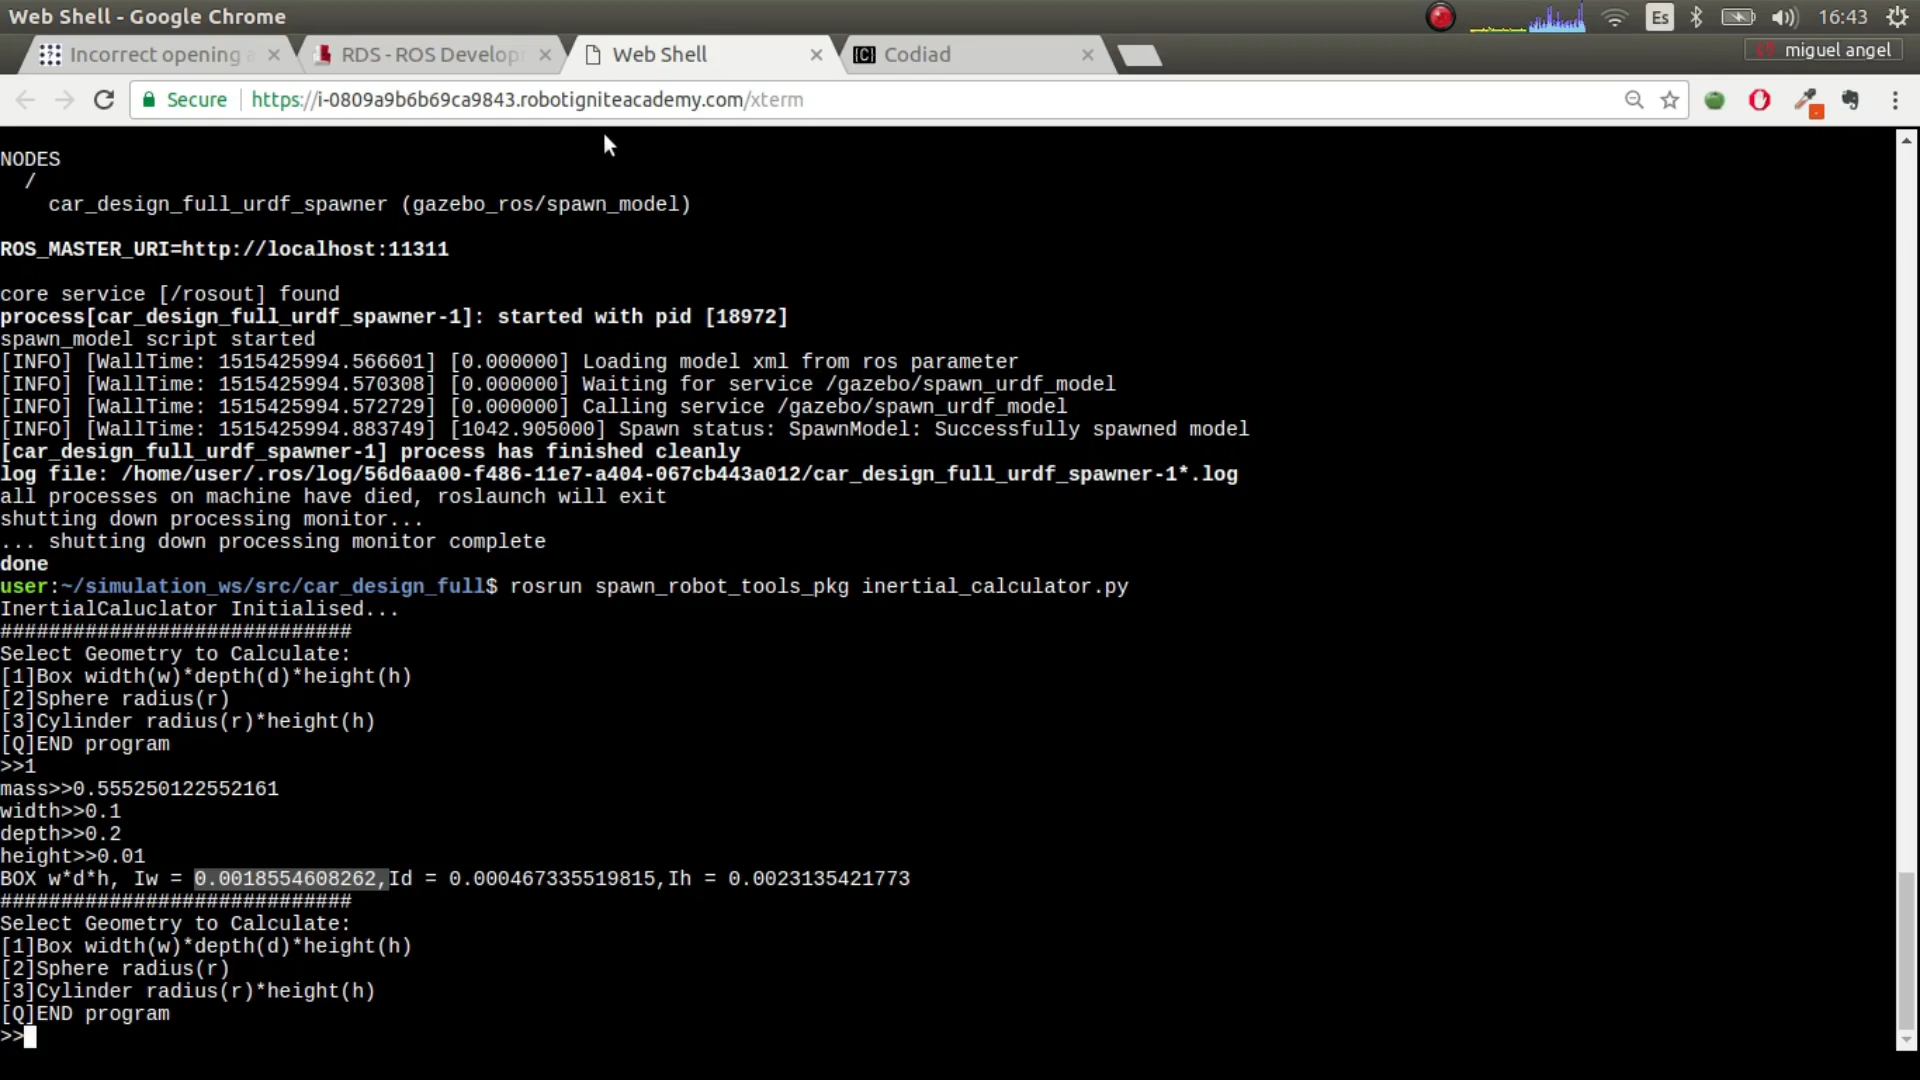 Web Shell - Google Chrome
Es
16:43
Incorrect opening a
RDS - ROS Develop
Web Shell
Codiad
miguel angel
Secure
https://i-0809a9b6b69ca9843.robotigniteacademy.com/xterm
NODES
/
car_design_full_urdf_spawner (gazebo_ros/spawn_model)
ROS_MASTER_URI=http://localhost:11311
core service [/rosout] found
process[car_design_full_urdf_spawner-1]: started with pid [18972]
spawn_model script started
[INFO] [WallTime: 1515425994.566601] [0.000000] Loading model xml from ros parameter
[INFO] [WallTime: 1515425994.570308] [0.000000] Waiting for service /gazebo/spawn_urdf_model
[INFO] [WallTime: 1515425994.572729] [0.000000] Calling service /gazebo/spawn_urdf_model
[INFO] [WallTime: 1515425994.883749] [1042.905000] Spawn status: SpawnModel: Successfully spawned model
[car_design_full_urdf_spawner-1] process has finished cleanly
log file: /home/user/.ros/log/56d6aa00-f486-11e7-a404-067cb443a012/car_design_full_urdf_spawner-1*.log
all processes on machine have died, roslaunch will exit
shutting down processing monitor...
... shutting down processing monitor complete
done
user:~/simulation_ws/src/car_design_full$ rosrun spawn_robot_tools_pkg inertial_calculator.py
InertialCaluclator Initialised...
#############################
Select Geometry to Calculate:
[1]Box width(w)*depth(d)*height(h)
[2]Sphere radius(r)
[3]Cylinder radius(r)*height(h)
[Q]END program
>>1
mass>>0.555250122552161
width>>0.1
depth>>0.2
height>>0.01
BOX w*d*h, Iw = 0.0018554608262,Id = 0.000467335519815,Ih = 0.0023135421773
#############################
Select Geometry to Calculate:
[1]Box width(w)*depth(d)*height(h)
[2]Sphere radius(r)
[3]Cylinder radius(r)*height(h)
[Q]END program
>>